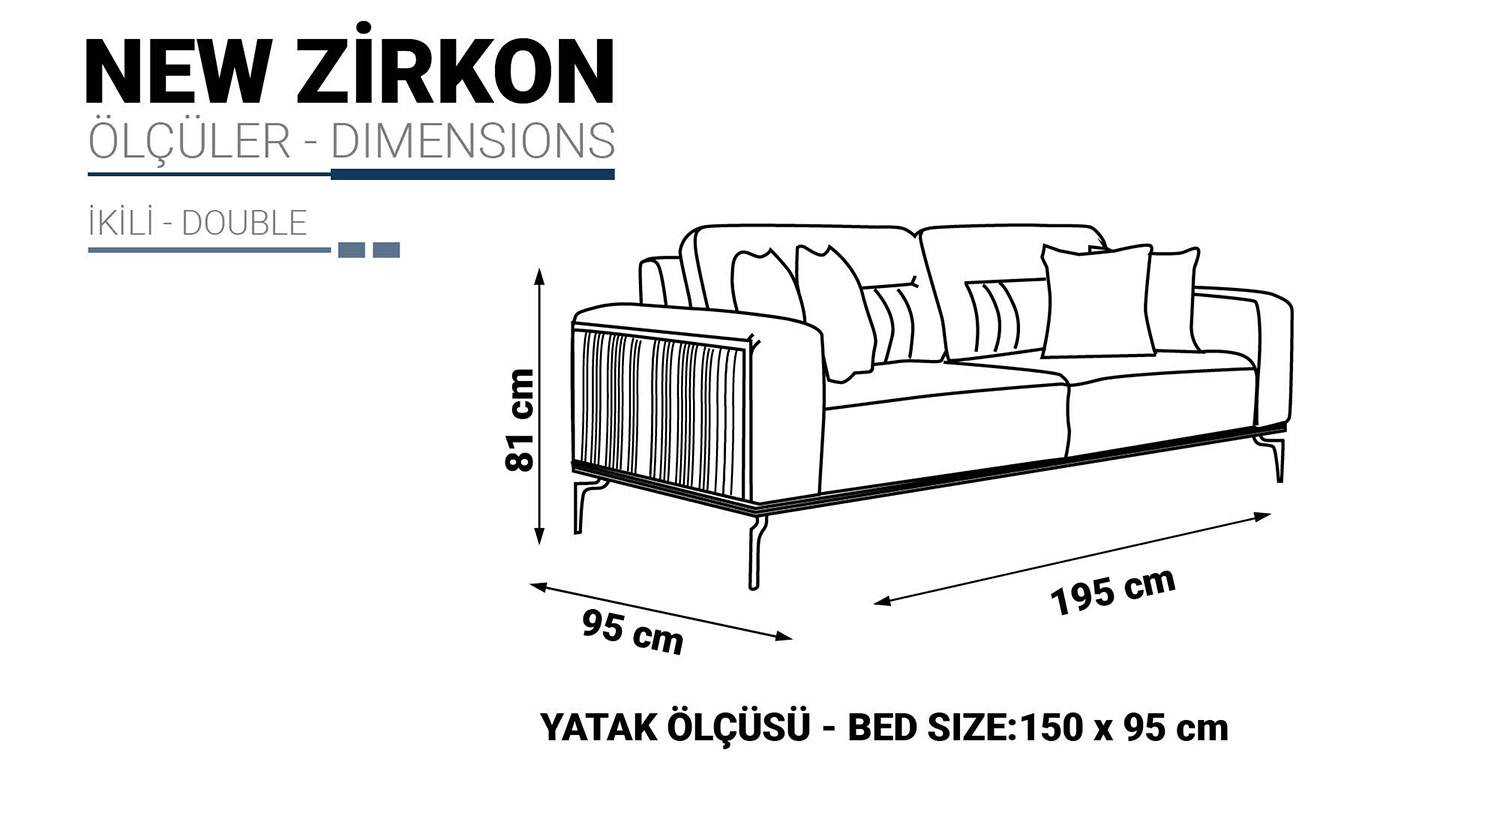 NEW ZİRKON
ÖLÇÜLER - DIMENSIONS
İKİLİ - DOUBLE
81 cm
95 cm
195 cm
YATAK ÖLÇÜSÜ - BED SIZE:150 x 95 cm